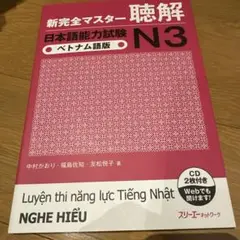 新完全マスター 聴解
日本語能力試験 N3
ベトナム語版
中村かおり・福島佐知・友松悦子 著
CD
2枚付き
Webでも
聞けます!
Luyện thi năng lực Tiếng Nhật
NGHE HIỂU
スリーエーネットワーク